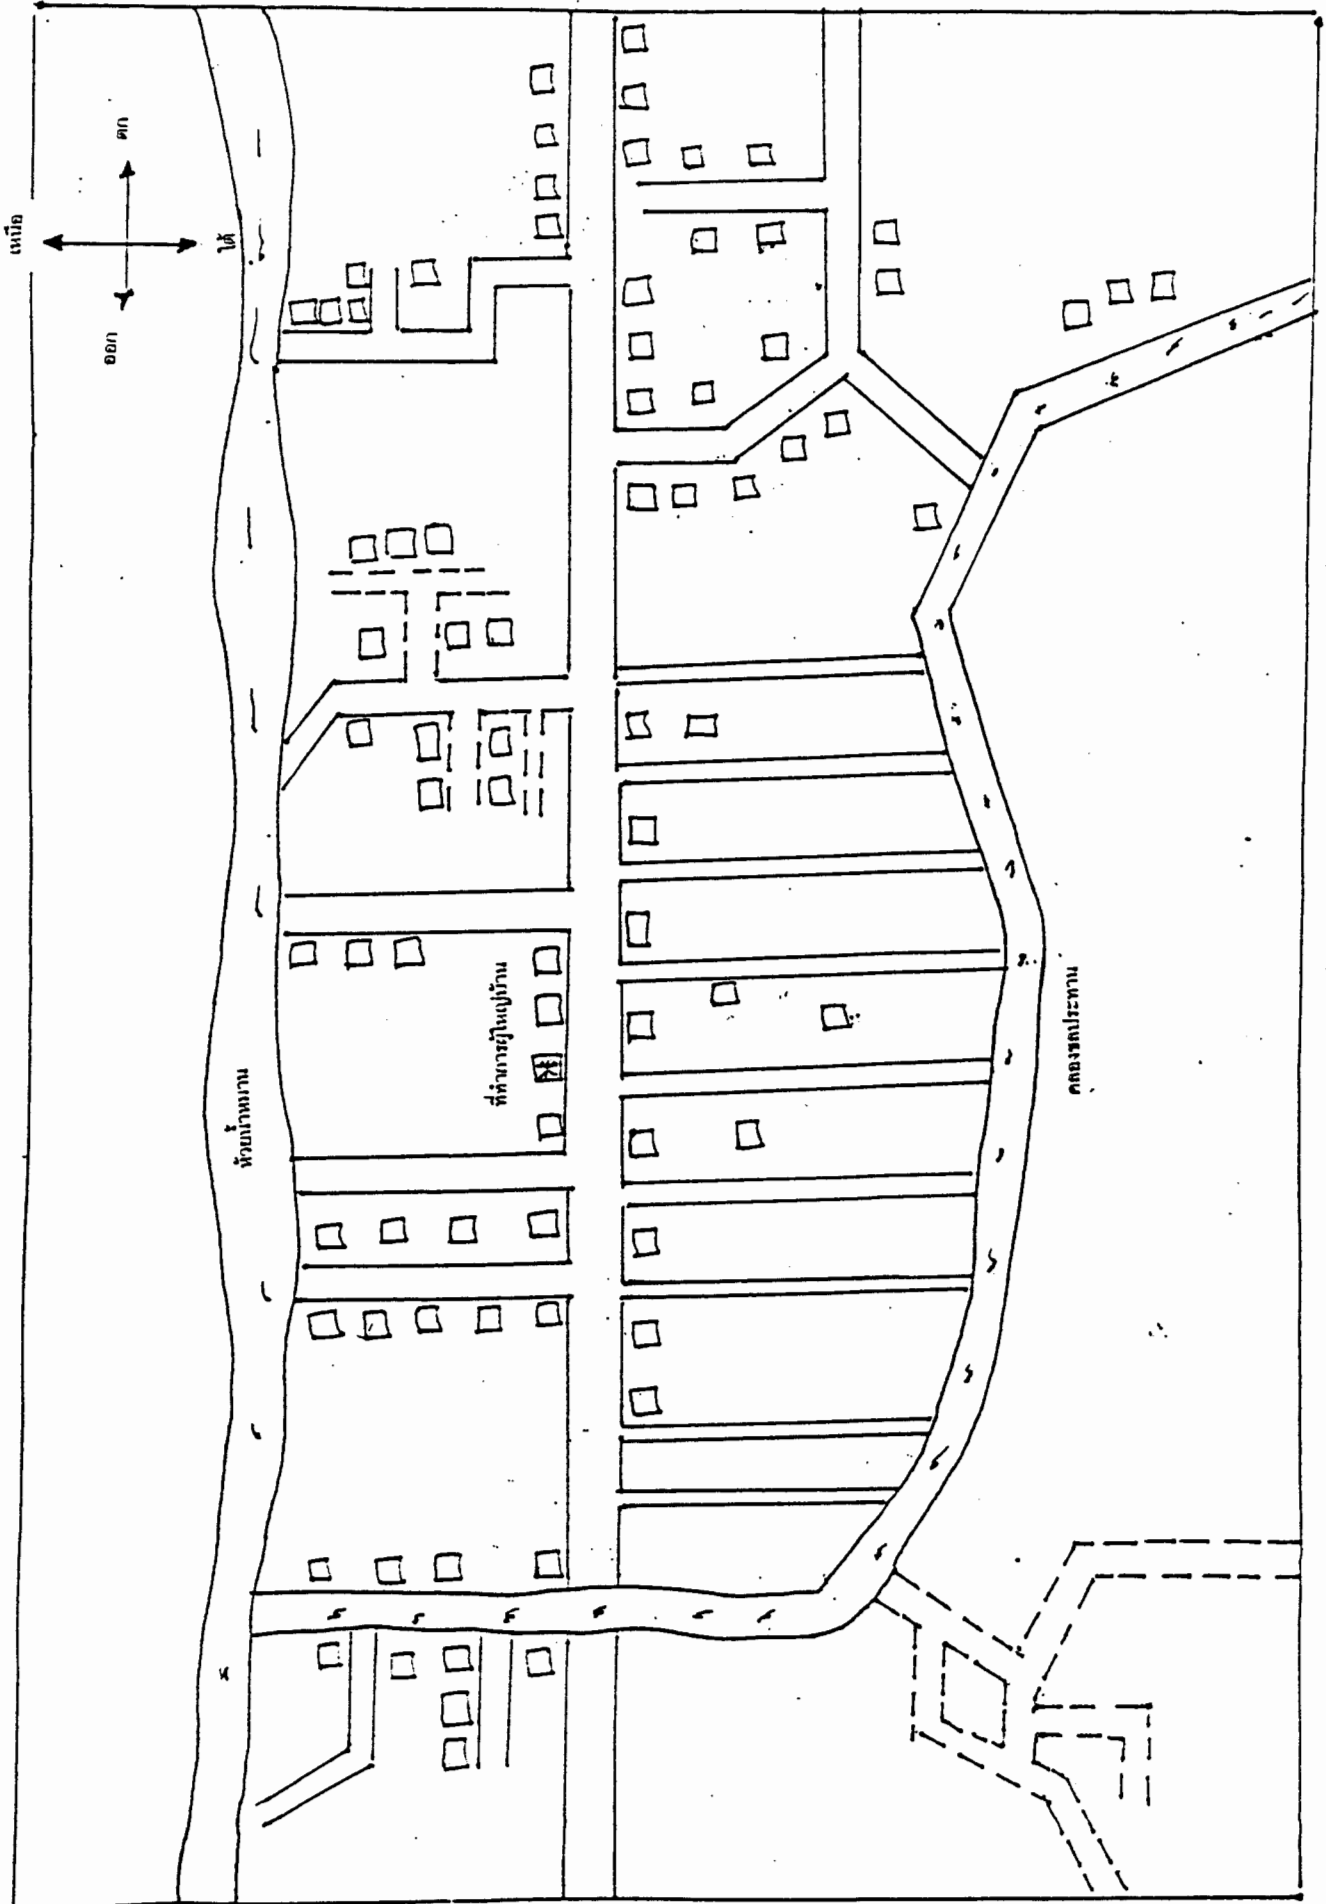 เหนือ
ตก
ใต้
ออก
ห้วยน้ำหมาน
ที่ทำการผู้ใหญ่บ้าน
คลองชลประทาน